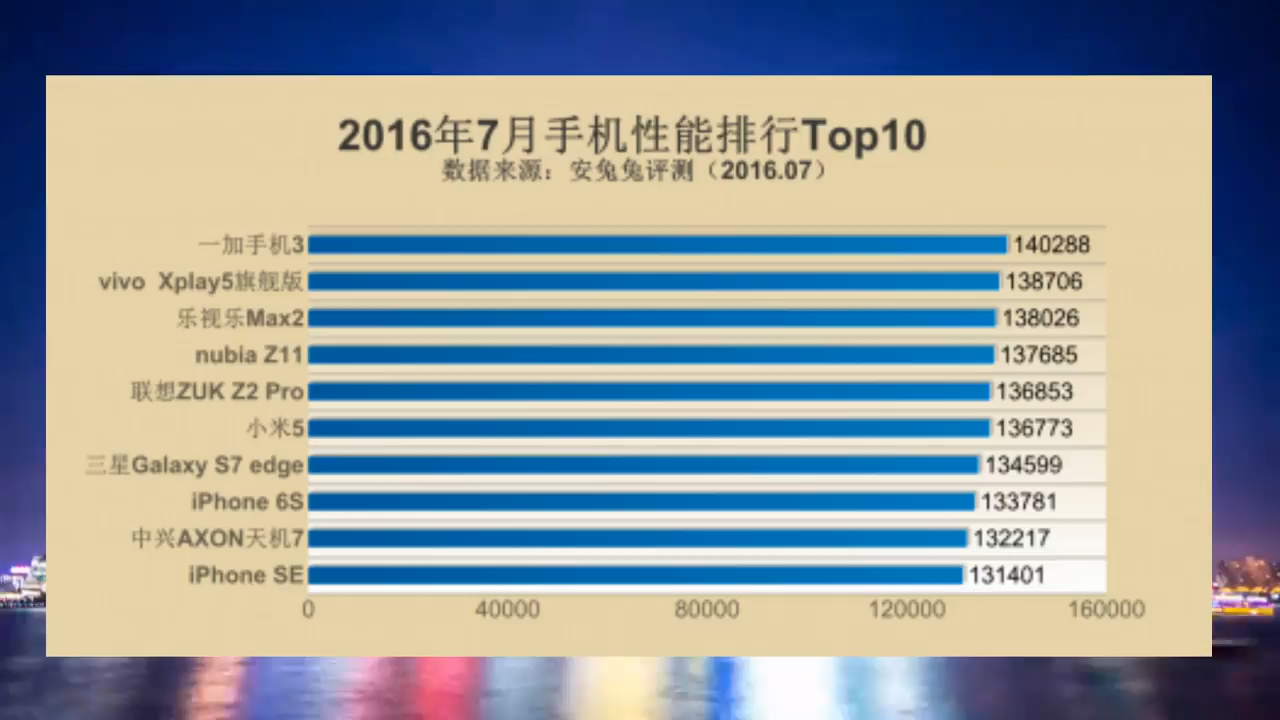 2016年7月手机性能排行Top10
数据来源：安兔兔评测（2016.07）
一加手机3 140288
vivo Xplay5旗舰版 138706
乐视乐Max2 138026
nubia Z11 137685
联想ZUK Z2 Pro 136853
小米5 136773
三星Galaxy S7 edge 134599
iPhone 6S 133781
中兴AXON天机7 132217
iPhone SE 131401
0 40000 80000 120000 160000